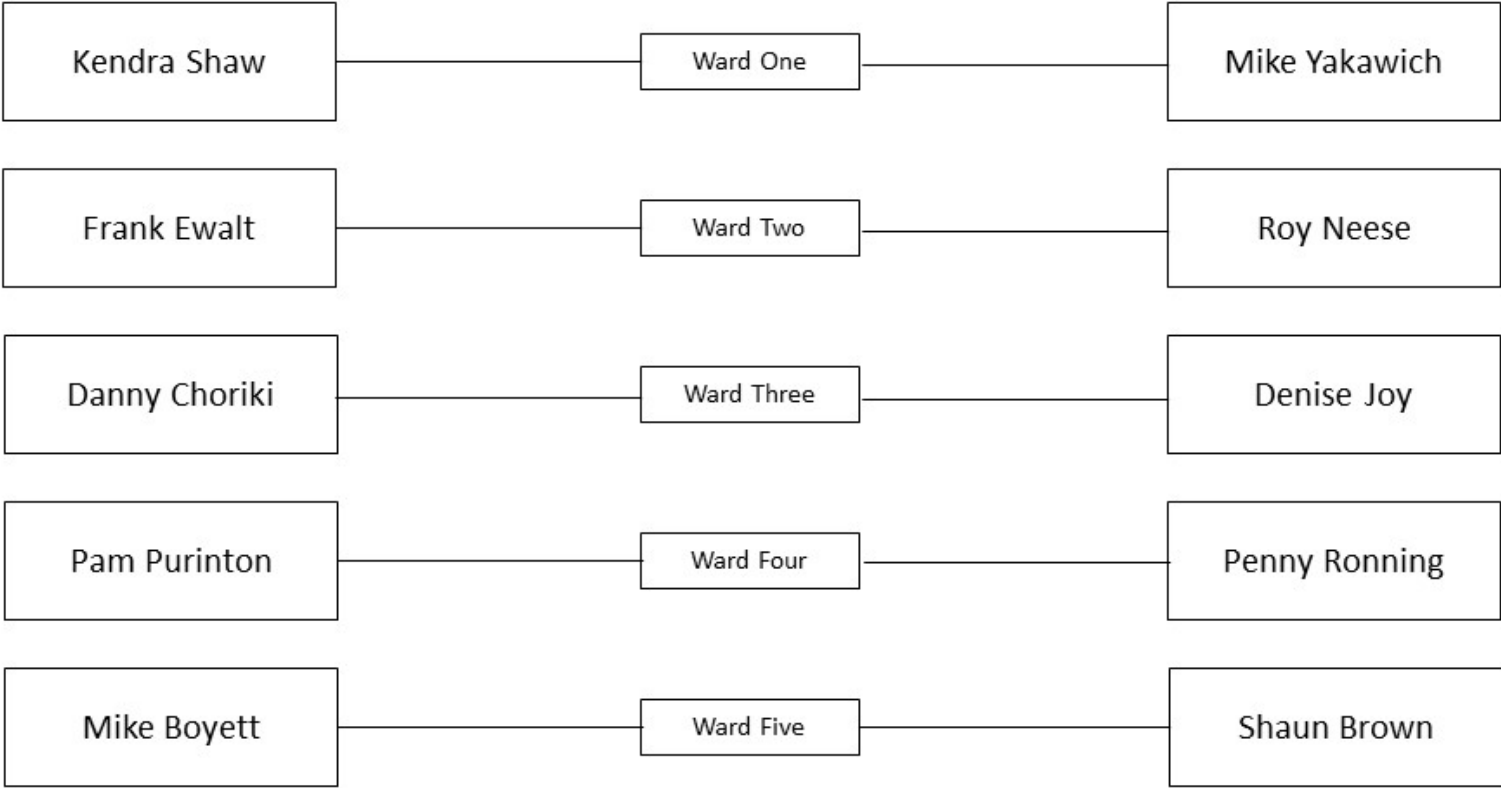 Kendra Shaw
Ward One
Mike Yakawich
Frank Ewalt
Ward Two
Roy Neese
Danny Choriki
Ward Three
Denise Joy
Pam Purinton
Ward Four
Penny Ronning
Mike Boyett
Ward Five
Shaun Brown